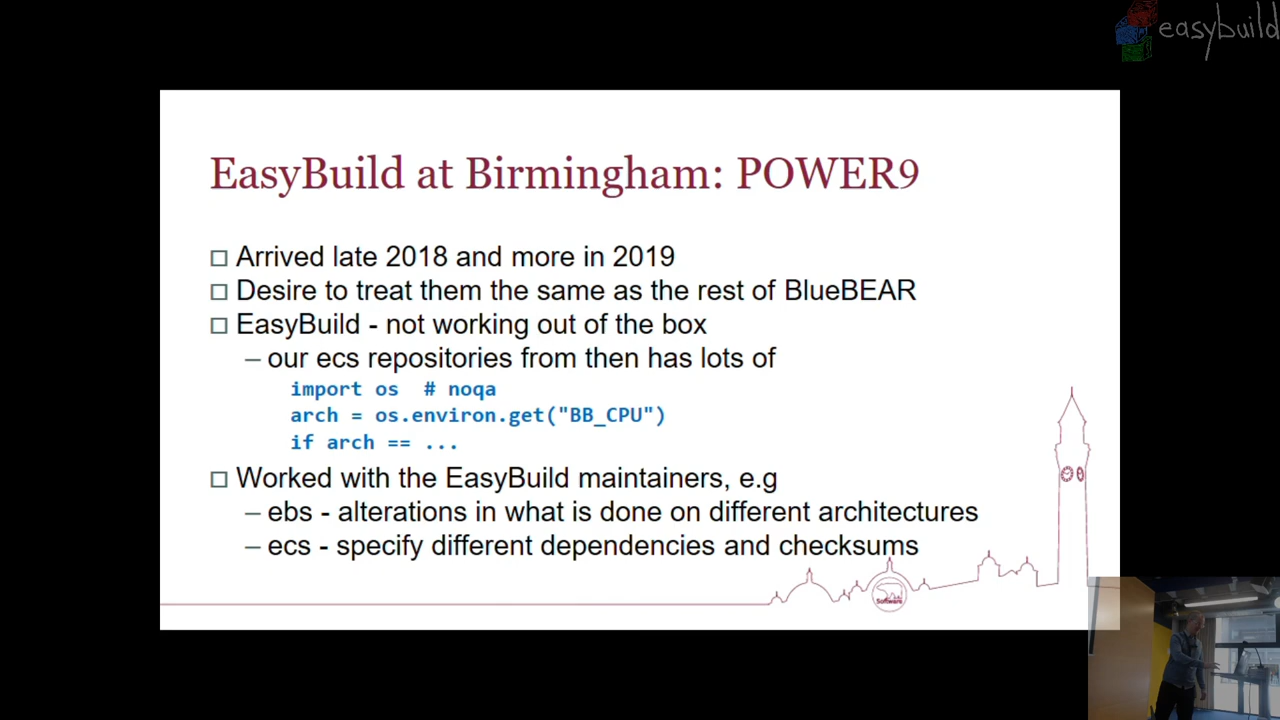 easybuild
EasyBuild at Birmingham: POWER9
Arrived late 2018 and more in 2019
Desire to treat them the same as the rest of BlueBEAR
EasyBuild - not working out of the box
– our ecs repositories from then has lots of
import os  # noqa
arch = os.environ.get("BB_CPU")
if arch == ...
Worked with the EasyBuild maintainers, e.g
– ebs - alterations in what is done on different architectures
– ecs - specify different dependencies and checksums
Software